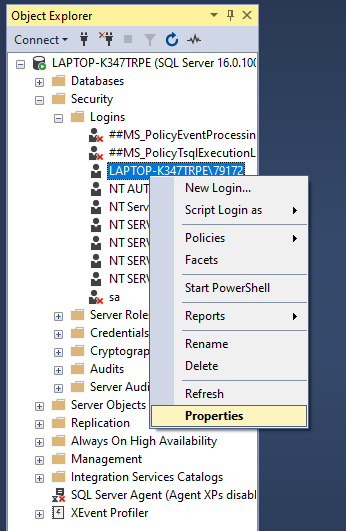 Object Explorer
Connect
LAPTOP-K347TRPE (SQL Server 16.0.100
Databases
Security
Logins
##MS_PolicyEventProcessin
##MS_PolicyTsqlExecutionL
LAPTOP-K347TRPE\79172
NT AUT
NT Serv
NT SERV
NT SERV
NT SERV
sa
Server Role
Credentials
Cryptograp
Audits
Server Audi
Server Objects
Replication
Always On High Availability
Management
Integration Services Catalogs
SQL Server Agent (Agent XPs disabl
XEvent Profiler
New Login...
Script Login as
Policies
Facets
Start PowerShell
Reports
Rename
Delete
Refresh
Properties